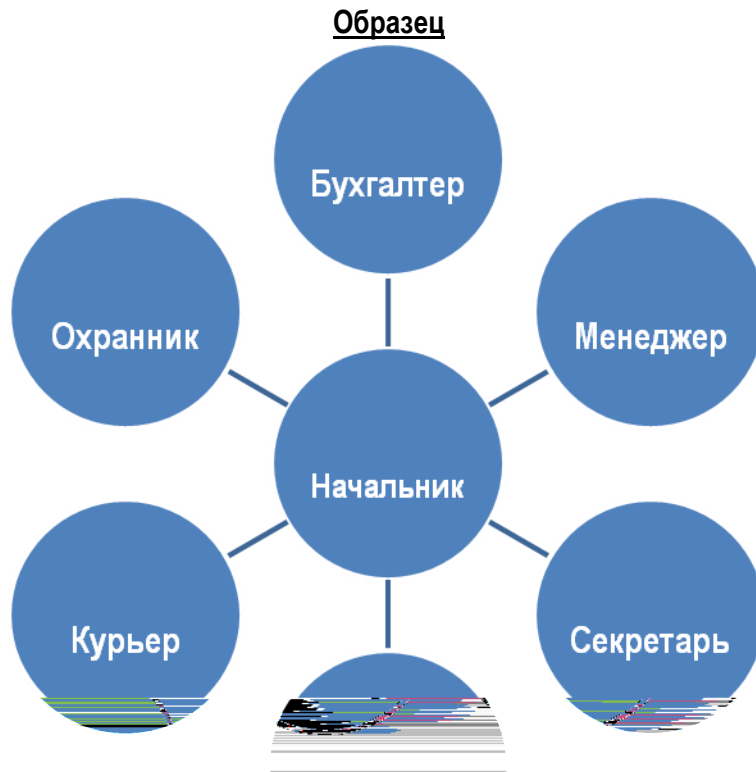 Образец
Бухгалтер
Охранник
Менеджер
Начальник
Курьер
Секретарь